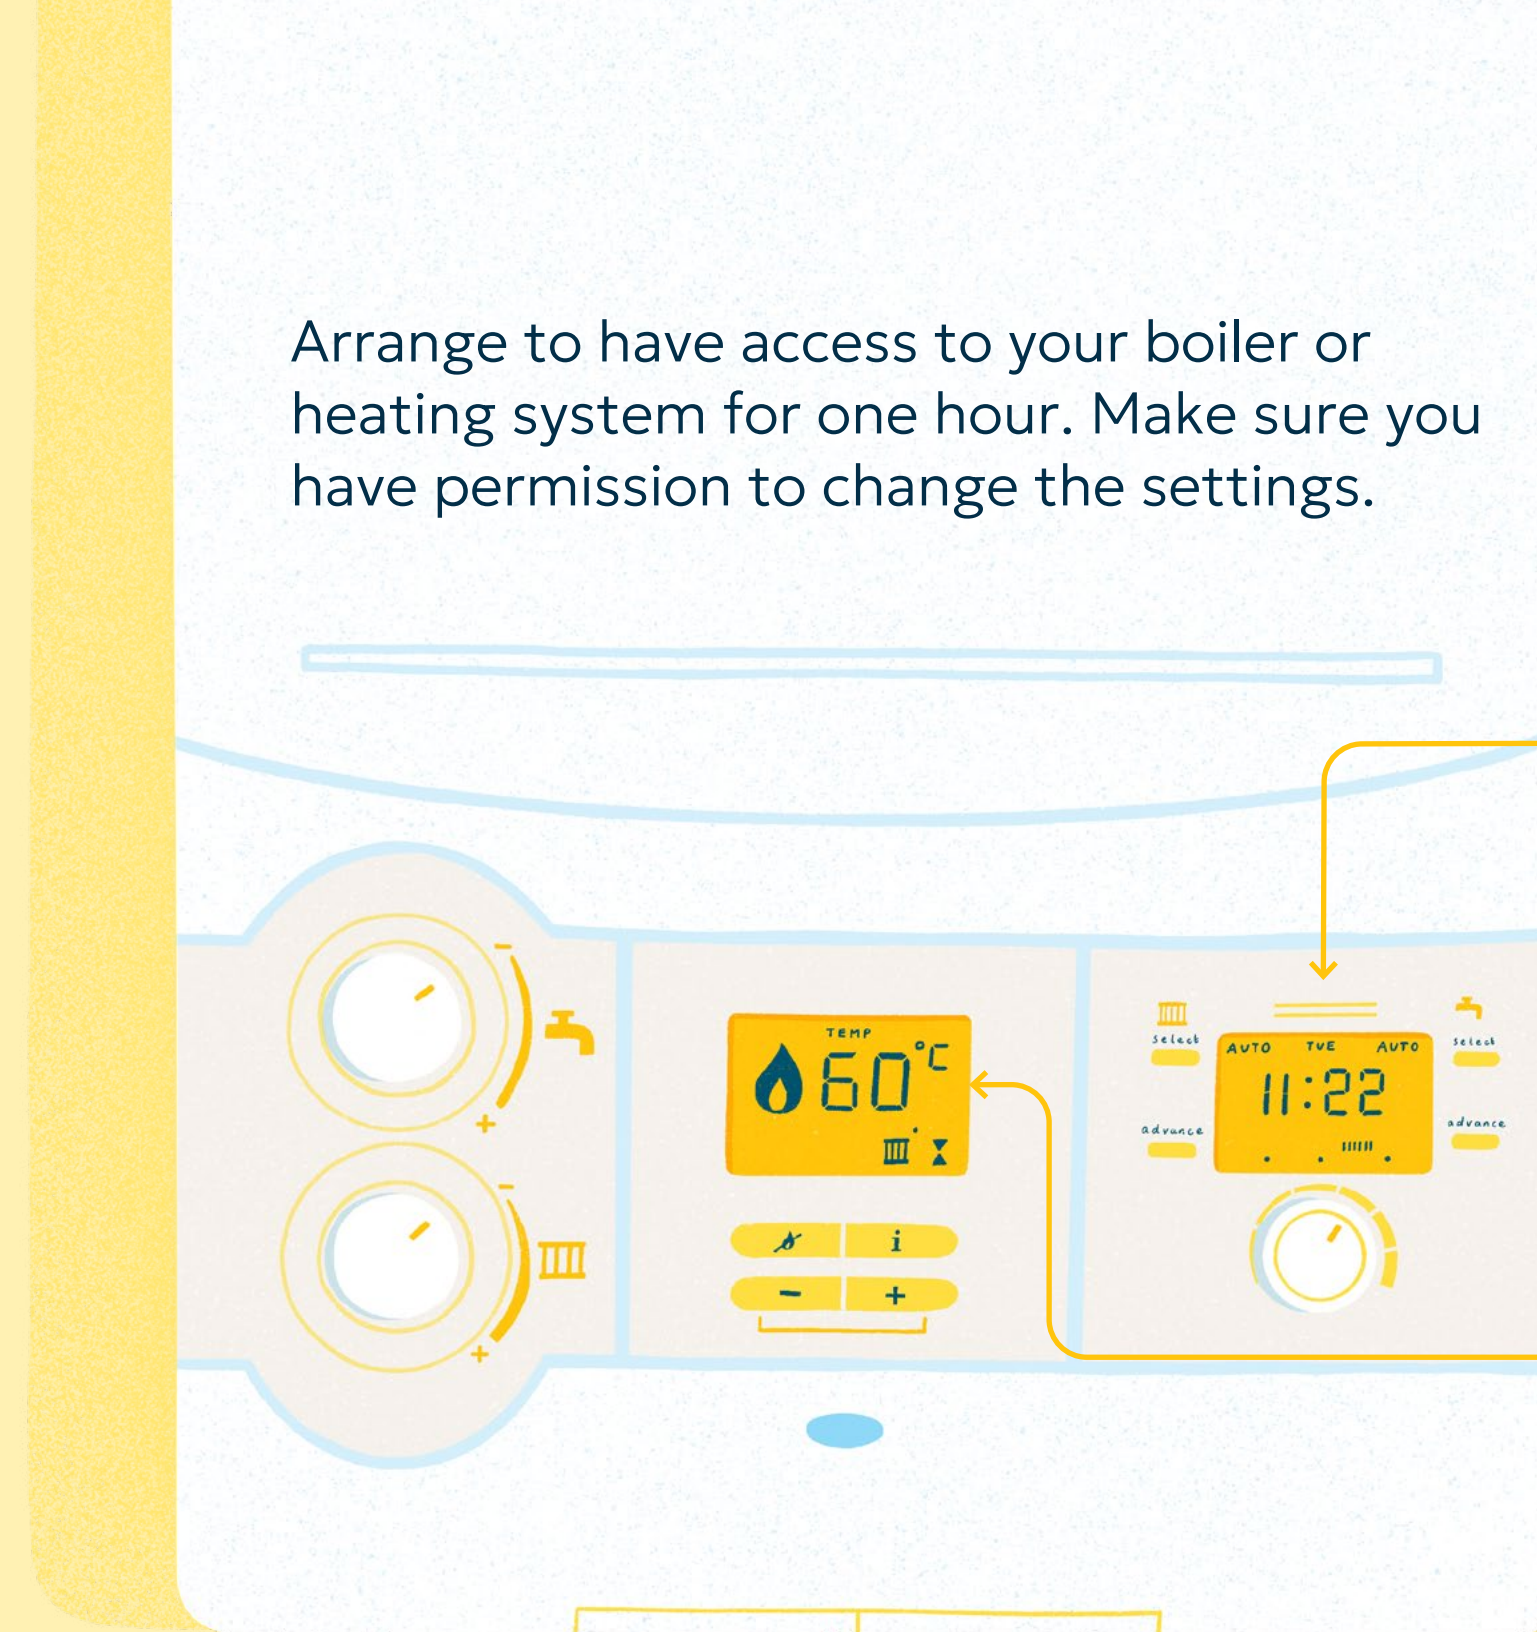 Arrange to have access to your boiler or
heating system for one hour. Make sure you
have permission to change the settings.
TEMP
60°C
i
- +
select
select
AUTO TUE AUTO
11:22
advance
advance
-
+
-
+